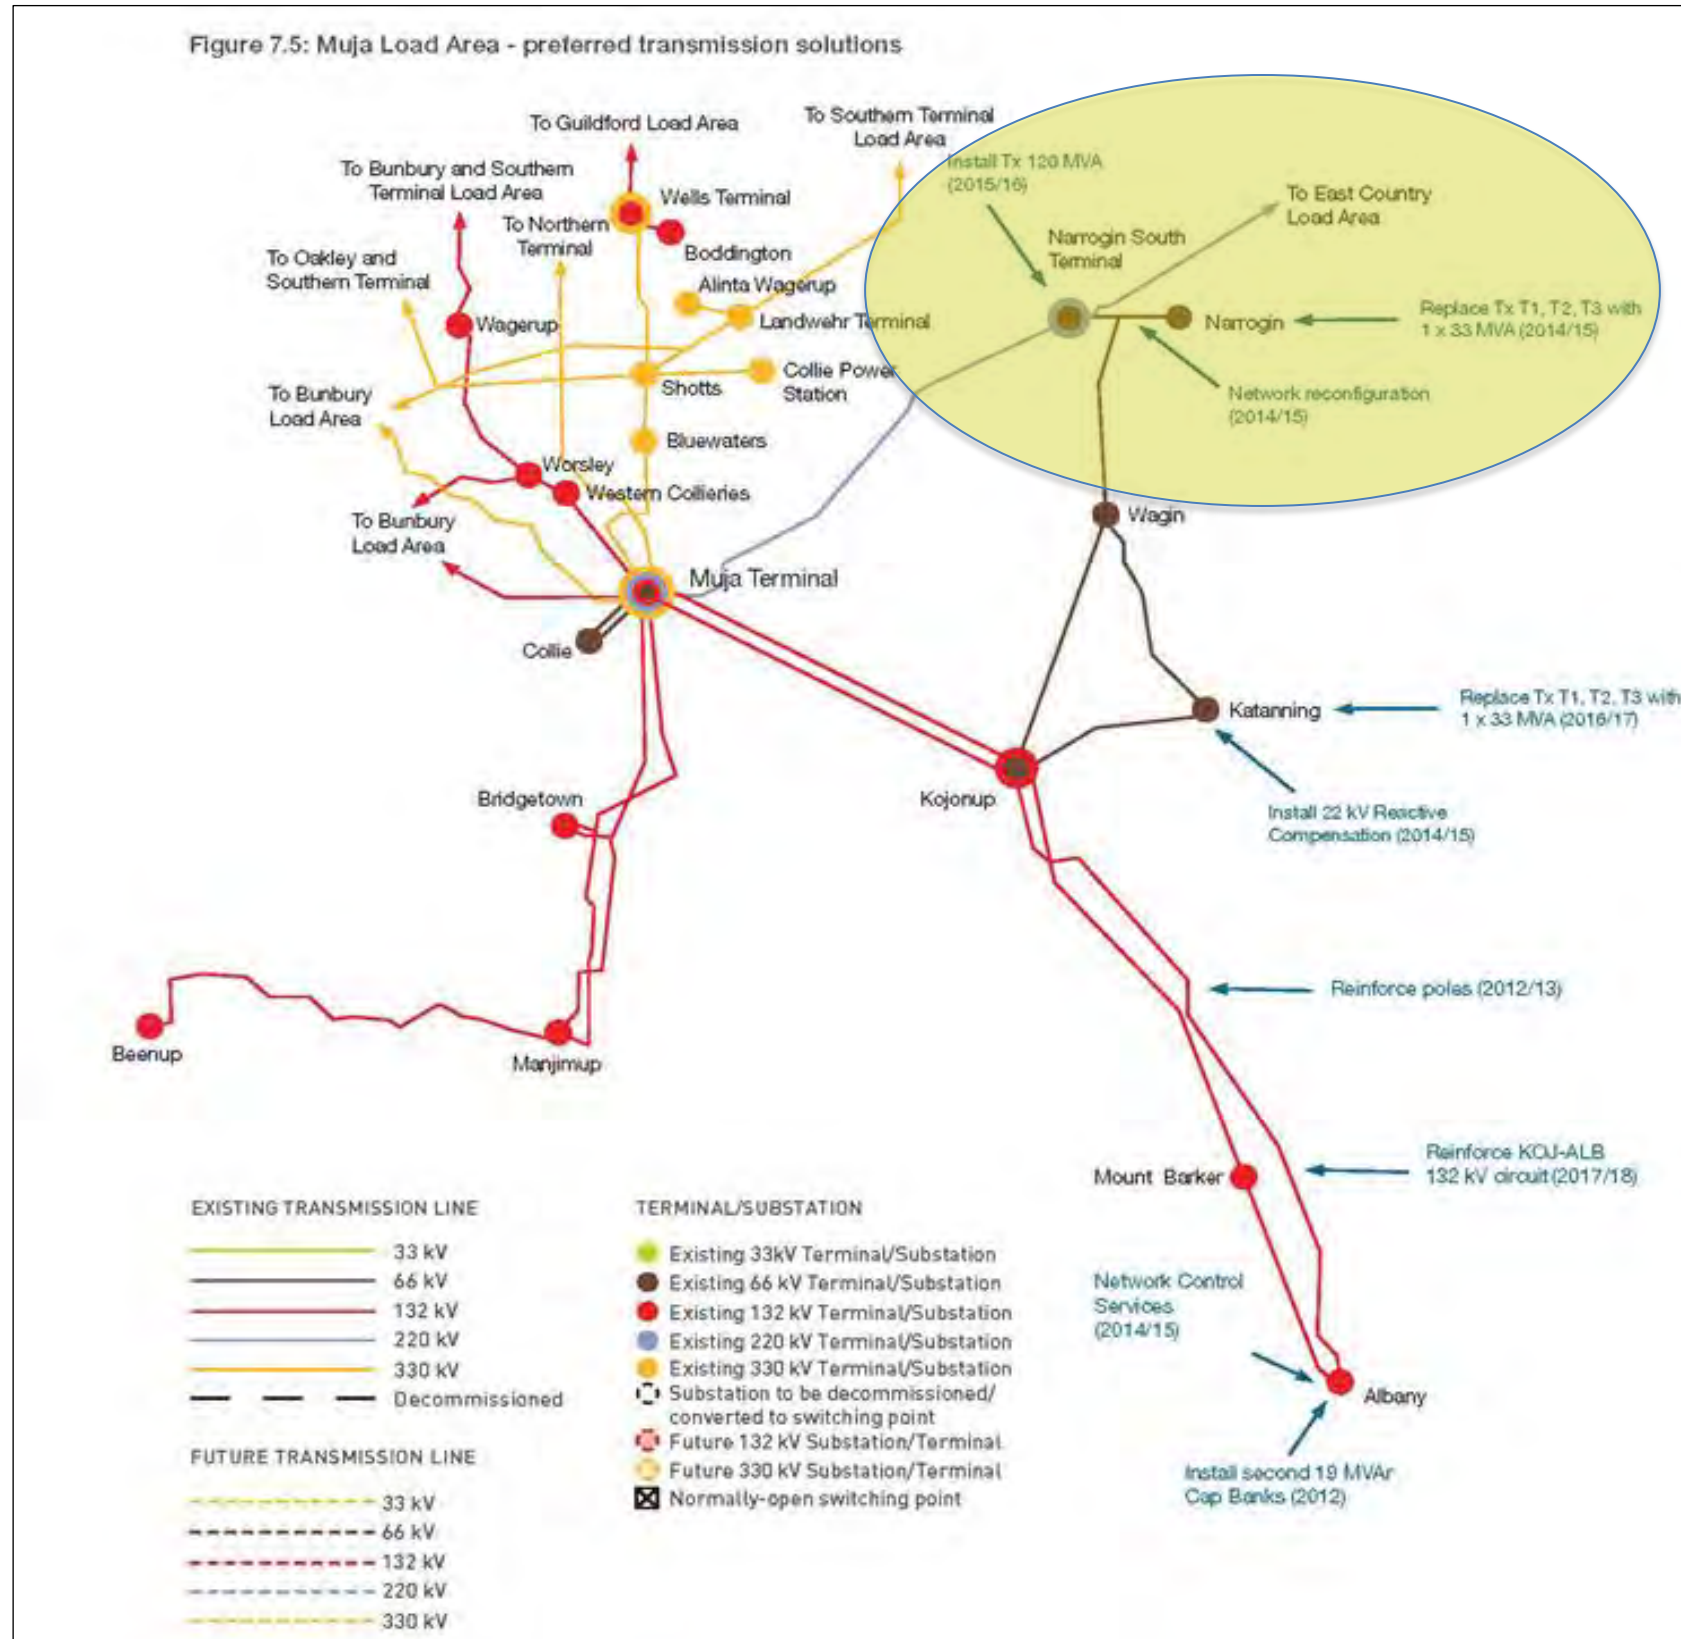 Figure 7.5: Muja Load Area - preferred transmission solutions
To Guildford Load Area
To Southern Terminal
Load Area
To Bunbury and Southern
Terminal Load Area
Install Tx 120 MVA
(2015/16)
To East Country
Load Area
Wells Terminal
To Northern
Terminal
Boddington
Narrogin South
Terminal
To Oakley and
Southern Terminal
Alinta Wagerup
Wagerup
Landwehr Terminal
Narrogin
Replace Tx T1, T2, T3 with
1 x 33 MVA (2014/15)
Collie Power
Station
Shotts
To Bunbury
Load Area
Network reconfiguration
(2014/15)
Bluewaters
Worsley
Western Collieries
To Bunbury
Load Area
Wagin
Muja Terminal
Collie
Katanning
Replace Tx T1, T2, T3 with
1 x 33 MVA (2016/17)
Bridgetown
Kojonup
Install 22 kV Reactive
Compensation (2014/15)
Reinforce poles (2012/13)
Beenup
Manjimup
Mount Barker
Reinforce KOJ-ALB
132 kV circuit (2017/18)
Network Control
Services
(2014/15)
Albany
Install second 19 MVAr
Cap Banks (2012)
EXISTING TRANSMISSION LINE
33 kV
66 kV
132 kV
220 kV
330 kV
Decommissioned
FUTURE TRANSMISSION LINE
33 kV
66 kV
132 kV
220 kV
330 kV
TERMINAL/SUBSTATION
Existing 33kV Terminal/Substation
Existing 66 kV Terminal/Substation
Existing 132 kV Terminal/Substation
Existing 220 kV Terminal/Substation
Existing 330 kV Terminal/Substation
Substation to be decommissioned/
converted to switching point
Future 132 kV Substation/Terminal
Future 330 kV Substation/Terminal
Normally-open switching point